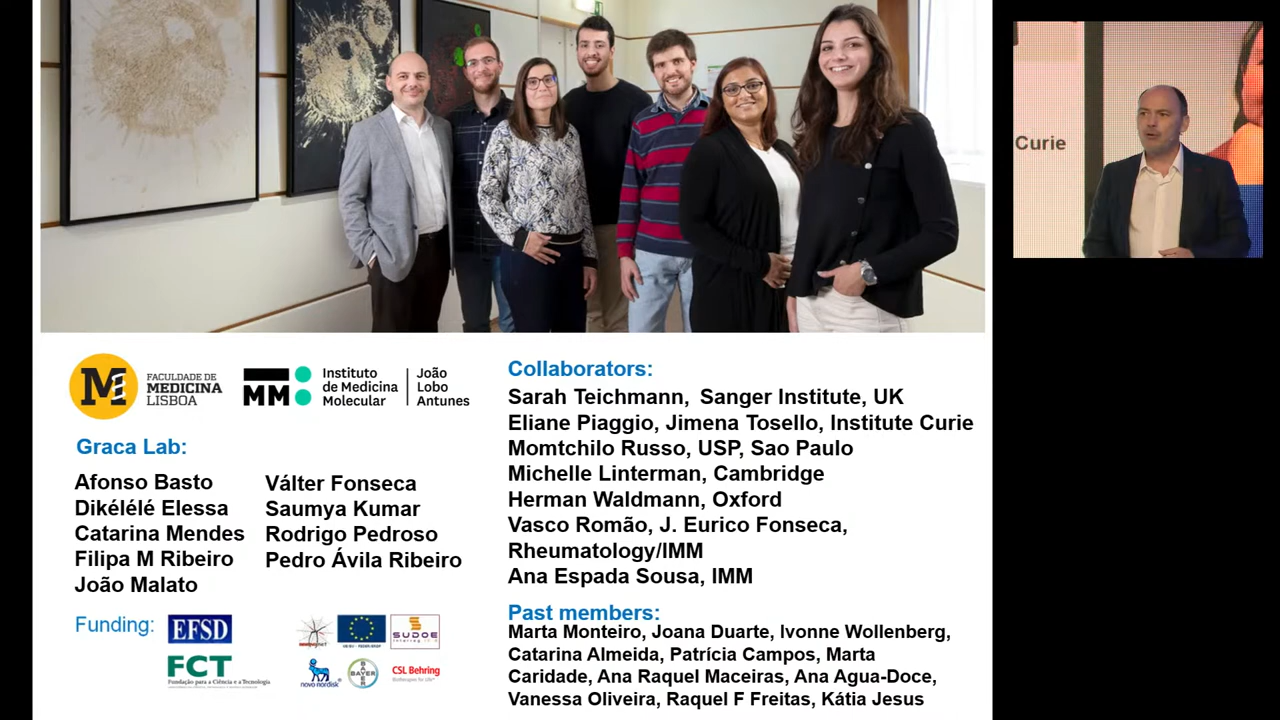 Curie
FACULDADE DE
MEDICINA
LISBOA
Instituto
de Medicina
Molecular
João
Lobo
Antunes
Graca Lab:
Afonso Basto
Dikélélé Elessa
Catarina Mendes
Filipa M Ribeiro
João Malato
Válter Fonseca
Saumya Kumar
Rodrigo Pedroso
Pedro Ávila Ribeiro
Funding:
EFSD
FCT
Fundação para a Ciência e a Tecnologia
SUDOE
novo nordisk
BAYER
CSL Behring
Collaborators:
Sarah Teichmann, Sanger Institute, UK
Eliane Piaggio, Jimena Tosello, Institute Curie
Momtchilo Russo, USP, Sao Paulo
Michelle Linterman, Cambridge
Herman Waldmann, Oxford
Vasco Romão, J. Eurico Fonseca,
Rheumatology/IMM
Ana Espada Sousa, IMM
Past members:
Marta Monteiro, Joana Duarte, Ivonne Wollenberg,
Catarina Almeida, Patrícia Campos, Marta
Caridade, Ana Raquel Maceiras, Ana Agua-Doce,
Vanessa Oliveira, Raquel F Freitas, Kátia Jesus